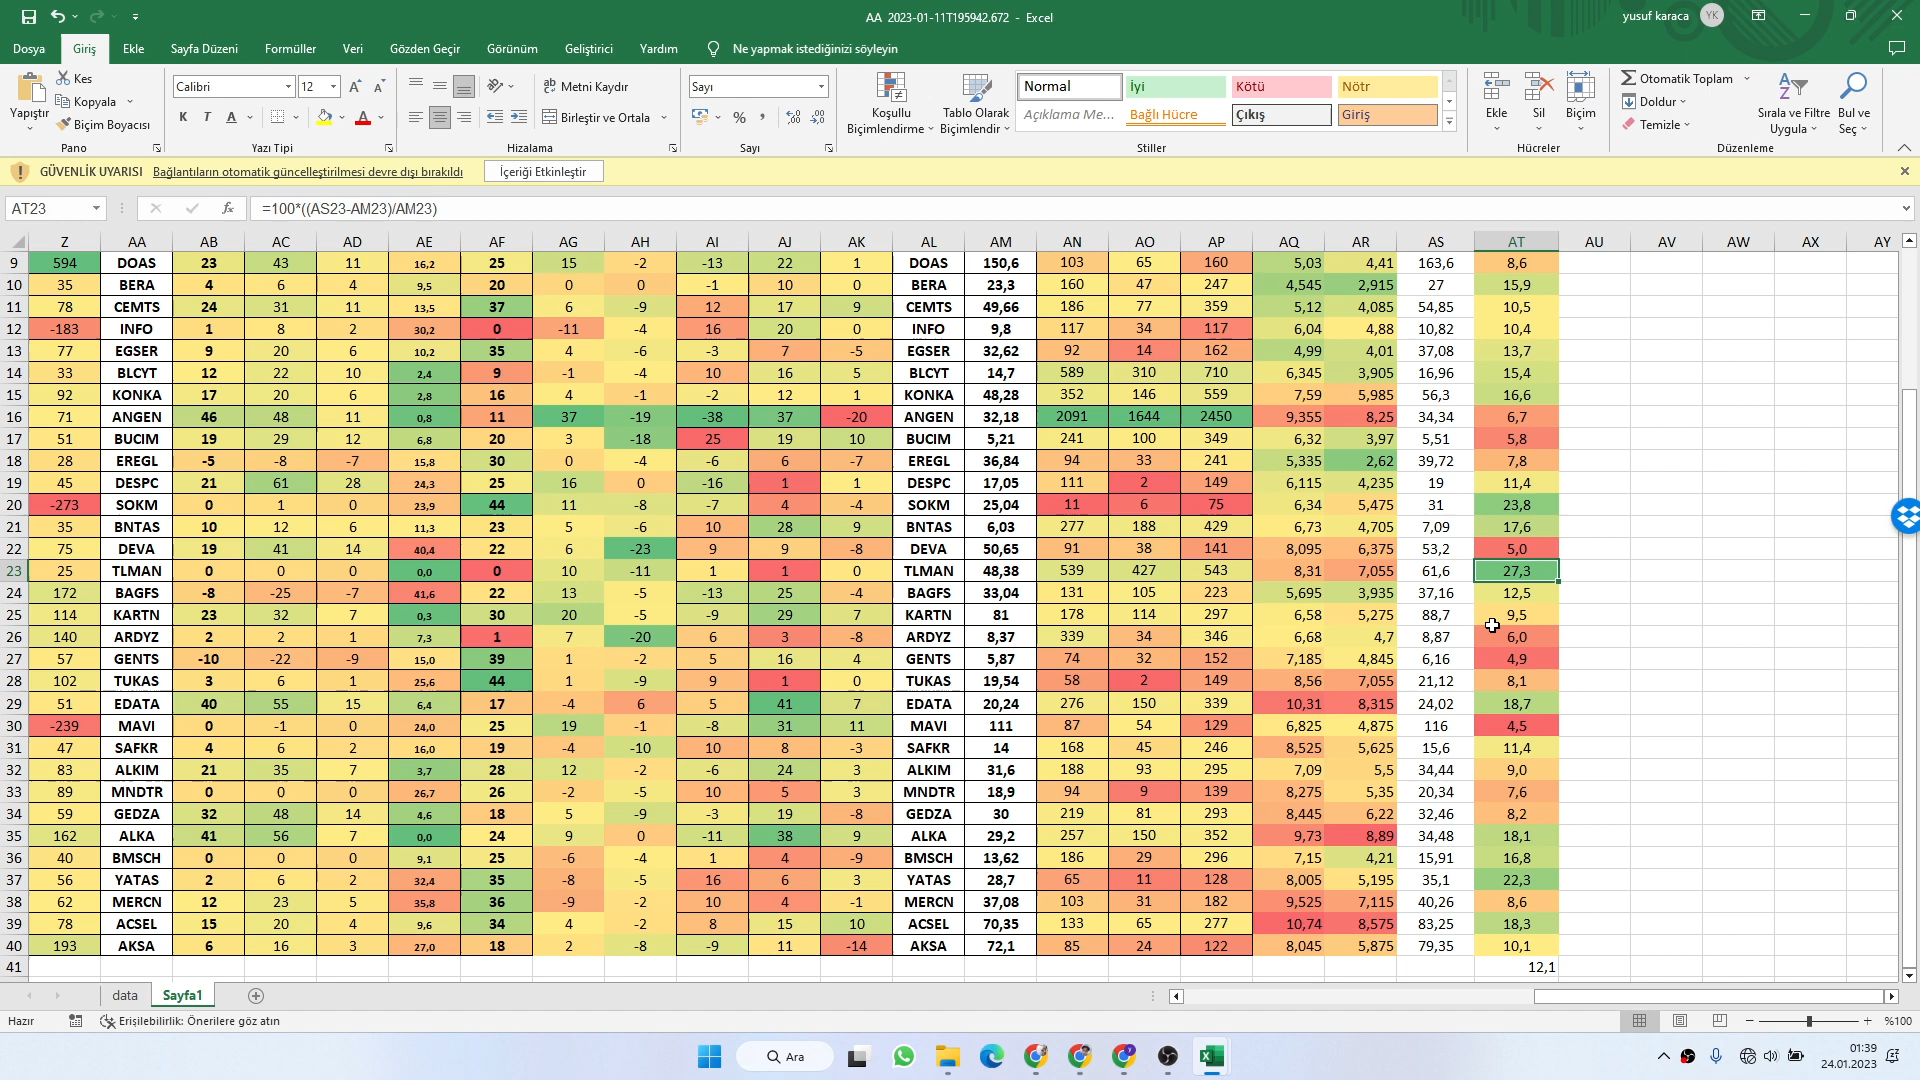 AA 2023-01-11T195942.672 - Excel
yusuf karaca YK
Dosya Giriş Ekle Sayfa Düzeni Formüller Veri Gözden Geçir Görünüm Geliştirici Yardım Ne yapmak istediğinizi söyleyin
Yapıştır Kes Kopyala Biçim Boyacısı Pano
Calibri 12 K T A Yazı Tipi
Metni Kaydır Birleştir ve Ortala Hizalama
Sayı % Sayı
Koşullu Biçimlendirme Tablo Olarak Biçimlendir
Normal İyi Kötü Nötr
Açıklama Me... Bağlı Hücre Çıkış Giriş
Stiller
Ekle Sil Biçim Hücreler
Otomatik Toplam Doldur Temizle Sırala ve Filtre Uygula Bul ve Seç Düzenleme
GÜVENLİK UYARISI Bağlantıların otomatik güncelleştirilmesi devre dışı bırakıldı İçeriği Etkinleştir
AT23 fx =100*((AS23-AM23)/AM23)
Z AA AB AC AD AE AF AG AH AI AJ AK AL AM AN AO AP AQ AR AS AT AU AV AW AX AY
9 594 DOAS 23 43 11 16,2 25 15 -2 -13 22 1 DOAS 150,6 103 65 160 5,03 4,41 163,6 8,6
10 35 BERA 4 6 4 9,5 20 0 0 -1 10 0 BERA 23,3 160 47 247 4,545 2,915 27 15,9
11 78 CEMTS 24 31 11 13,5 37 6 -9 12 17 9 CEMTS 49,66 186 77 359 5,12 4,085 54,85 10,5
12 -183 INFO 1 8 2 30,2 0 -11 -4 16 20 0 INFO 9,8 117 34 117 6,04 4,88 10,82 10,4
13 77 EGSER 9 20 6 10,2 35 4 -6 -3 7 -5 EGSER 32,62 92 14 162 4,99 4,01 37,08 13,7
14 33 BLCYT 12 22 10 2,4 9 -1 -4 10 16 5 BLCYT 14,7 589 310 710 6,345 3,905 16,96 15,4
15 92 KONKA 17 20 6 2,8 16 4 -1 -2 12 1 KONKA 48,28 352 146 559 7,59 5,985 56,3 16,6
16 71 ANGEN 46 48 11 0,8 11 37 -19 -38 37 -20 ANGEN 32,18 2091 1644 2450 9,355 8,25 34,34 6,7
17 51 BUCIM 19 29 12 6,8 20 3 -18 25 19 10 BUCIM 5,21 241 100 349 6,32 3,97 5,51 5,8
18 28 EREGL -5 -8 -7 15,8 30 0 -4 -6 6 -7 EREGL 36,84 94 33 241 5,335 2,62 39,72 7,8
19 45 DESPC 21 61 28 24,3 25 16 0 -16 1 1 DESPC 17,05 111 2 149 6,115 4,235 19 11,4
20 -273 SOKM 0 1 0 23,9 44 11 -8 -7 4 -4 SOKM 25,04 11 6 75 6,34 5,475 31 23,8
21 35 BNTAS 10 12 6 11,3 23 5 -6 10 28 9 BNTAS 6,03 277 188 429 6,73 4,705 7,09 17,6
22 75 DEVA 19 41 14 40,4 22 6 -23 9 9 -8 DEVA 50,65 91 38 141 8,095 6,375 53,2 5,0
23 25 TLMAN 0 0 0 0,0 0 10 -11 1 1 0 TLMAN 48,38 539 427 543 8,31 7,055 61,6 27,3
24 172 BAGFS -8 -25 -7 41,6 22 13 -5 -13 25 -4 BAGFS 33,04 131 105 223 5,695 3,935 37,16 12,5
25 114 KARTN 23 32 7 0,3 30 20 -5 -9 29 7 KARTN 81 178 114 297 6,58 5,275 88,7 9,5
26 140 ARDYZ 2 2 1 7,3 1 7 -20 6 3 -8 ARDYZ 8,37 339 34 346 6,68 4,7 8,87 6,0
27 57 GENTS -10 -22 -9 15,0 39 1 -2 5 16 4 GENTS 5,87 74 32 152 7,185 4,845 6,16 4,9
28 102 TUKAS 3 6 1 25,6 44 1 -9 9 1 0 TUKAS 19,54 58 2 149 8,56 7,055 21,12 8,1
29 51 EDATA 40 55 15 6,4 17 -4 6 5 41 7 EDATA 20,24 276 150 339 10,31 8,315 24,02 18,7
30 -239 MAVI 0 -1 0 24,0 25 19 -1 -8 31 11 MAVI 111 87 54 129 6,825 4,875 116 4,5
31 47 SAFKR 4 6 2 16,0 19 -4 -10 10 8 -3 SAFKR 14 168 45 246 8,525 5,625 15,6 11,4
32 83 ALKIM 21 35 7 3,7 28 12 -2 -6 24 3 ALKIM 31,6 188 93 295 7,09 5,5 34,44 9,0
33 89 MNDTR 0 0 0 26,7 26 -2 -5 10 5 3 MNDTR 18,9 94 9 139 8,275 5,35 20,34 7,6
34 59 GEDZA 32 48 14 4,6 18 5 -9 -3 19 -8 GEDZA 30 219 81 293 8,445 6,22 32,46 8,2
35 162 ALKA 41 56 7 0,0 24 9 0 -11 38 9 ALKA 29,2 257 150 352 9,73 8,89 34,48 18,1
36 40 BMSCH 0 0 0 9,1 25 -6 -4 1 4 -9 BMSCH 13,62 186 29 296 7,15 4,21 15,91 16,8
37 56 YATAS 2 6 2 32,4 35 -8 -5 16 6 3 YATAS 28,7 65 11 128 8,005 5,195 35,1 22,3
38 62 MERCN 12 23 5 35,8 36 -9 -2 10 4 -1 MERCN 37,08 103 31 182 9,525 7,115 40,26 8,6
39 78 ACSEL 15 20 4 9,6 34 4 -2 8 15 10 ACSEL 70,35 133 65 277 10,74 8,575 83,25 18,3
40 193 AKSA 6 16 3 27,0 18 2 -8 -9 11 -14 AKSA 72,1 85 24 122 8,045 5,875 79,35 10,1
41 12,1
data Sayfa1
Hazır Erişilebilirlik: Önerilere göz atın %100
Ara
01:39
24.01.2023